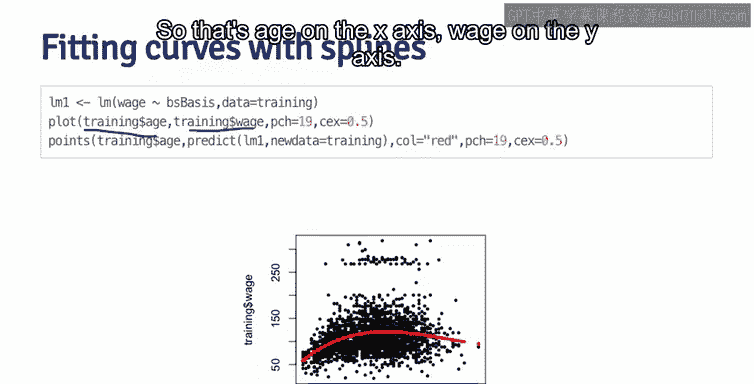 So that's age on the x axis, wage on the y
axis.
Fitting curves with splines
lm1 <- lm(wage ~ bsBasis,data=training)
plot(training$age,training$wage,pch=19,cex=0.5)
points(training$age,predict(lm1,newdata=training),col="red",pch=19,cex=0.5)
training$wage
250
150
50